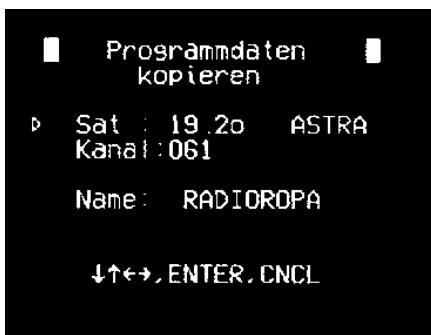 Programmdaten
kopieren
Sat : 19.2o ASTRA
Kanal:061
Name: RADIOROPA
↓↑←→,ENTER,CNCL